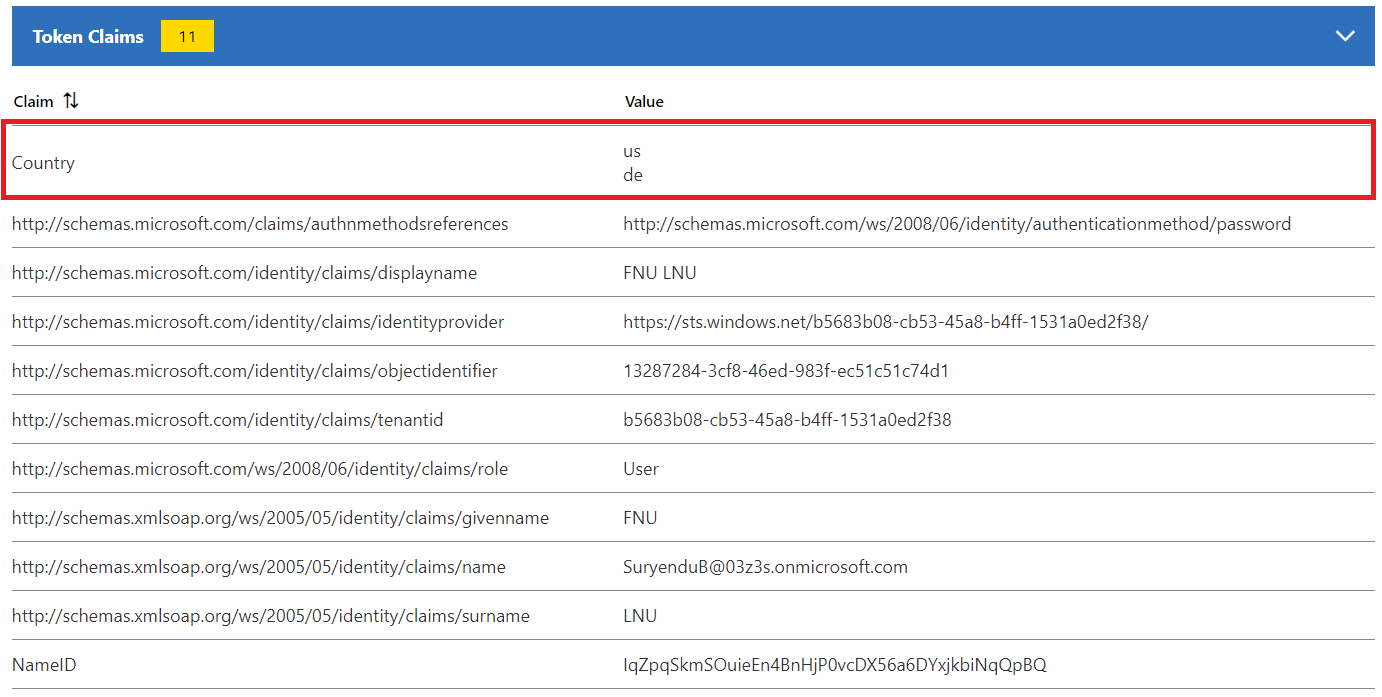 Token Claims 11
Claim Value
Country us
de
http://schemas.microsoft.com/claims/authnmethodsreferences http://schemas.microsoft.com/ws/2008/06/identity/authenticationmethod/password
http://schemas.microsoft.com/identity/claims/displayname FNU LNU
http://schemas.microsoft.com/identity/claims/identityprovider https://sts.windows.net/b5683b08-cb53-45a8-b4ff-1531a0ed2f38/
http://schemas.microsoft.com/identity/claims/objectidentifier 13287284-3cf8-46ed-983f-ec51c51c74d1
http://schemas.microsoft.com/identity/claims/tenantid b5683b08-cb53-45a8-b4ff-1531a0ed2f38
http://schemas.microsoft.com/ws/2008/06/identity/claims/role User
http://schemas.xmlsoap.org/ws/2005/05/identity/claims/givenname FNU
http://schemas.xmlsoap.org/ws/2005/05/identity/claims/name SuryenduB@03z3s.onmicrosoft.com
http://schemas.xmlsoap.org/ws/2005/05/identity/claims/surname LNU
NameID IqZpqSkmSOuieEn4BnHjP0vcDX56a6DYxjkbiNqQpBQ